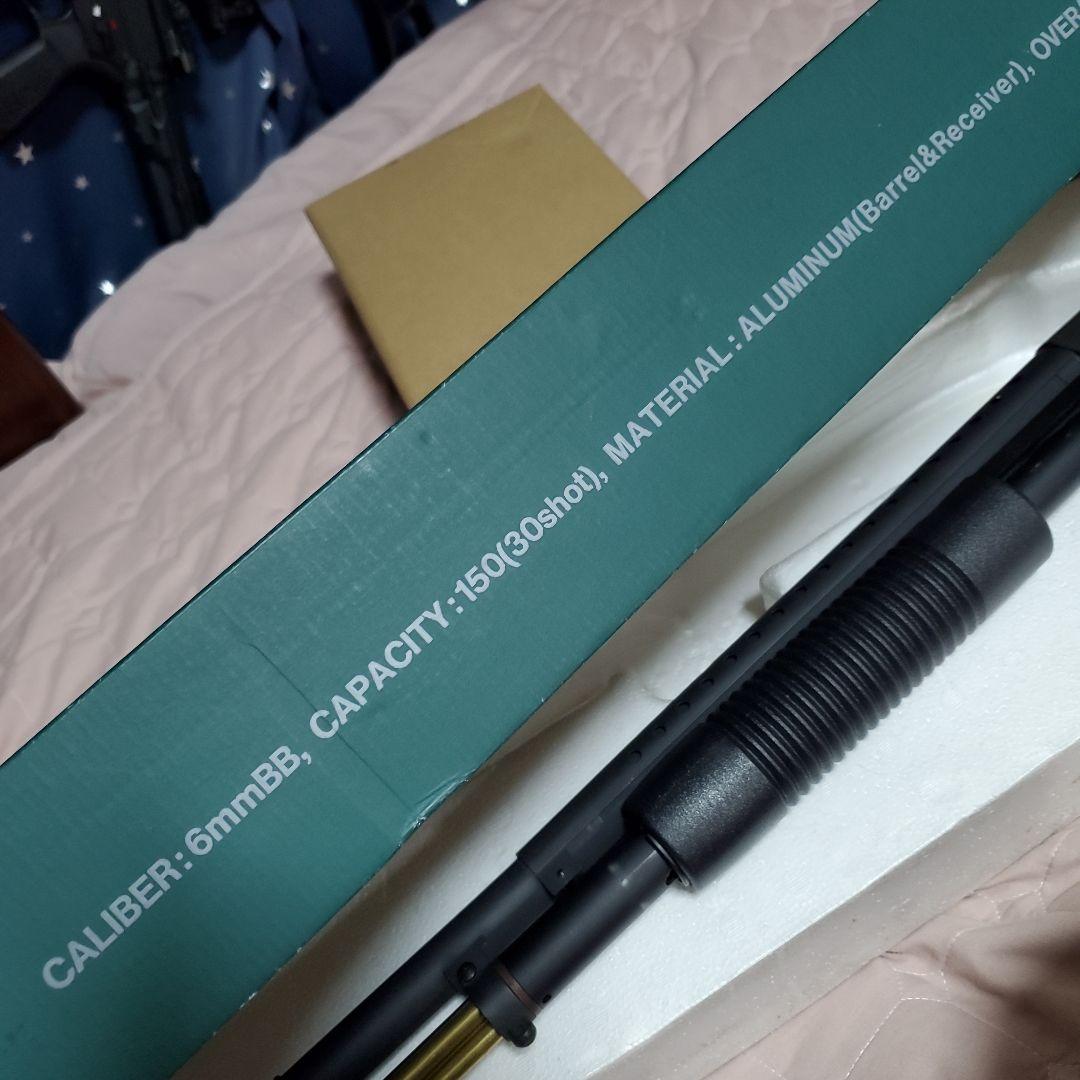 CALIBER : 6mmBB, CAPACITY : 150(30shot), MATERIAL : ALUMINUM(Barrel&Receiver), OVER